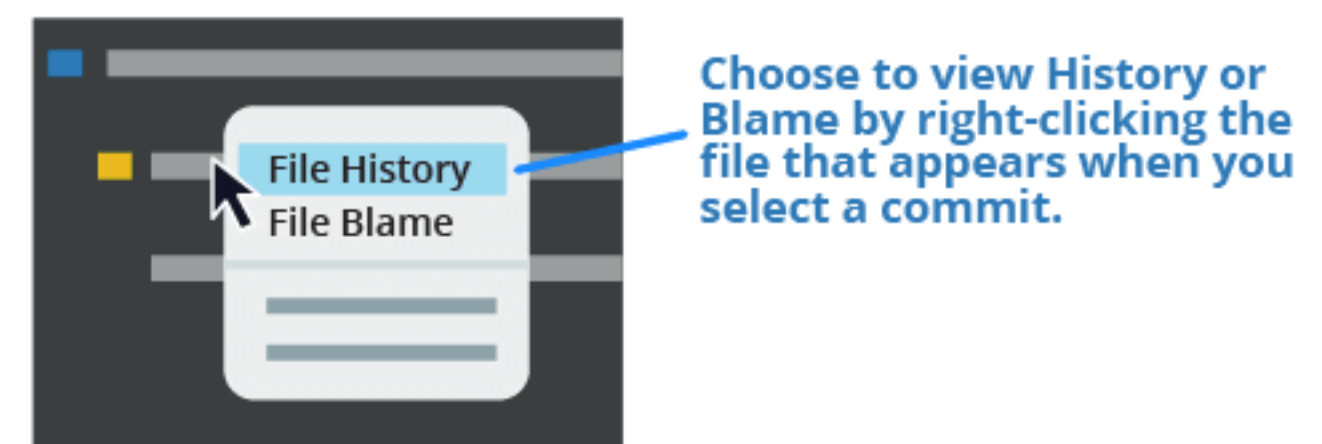 File History
File Blame
Choose to view History or
Blame by right-clicking the
file that appears when you
select a commit.